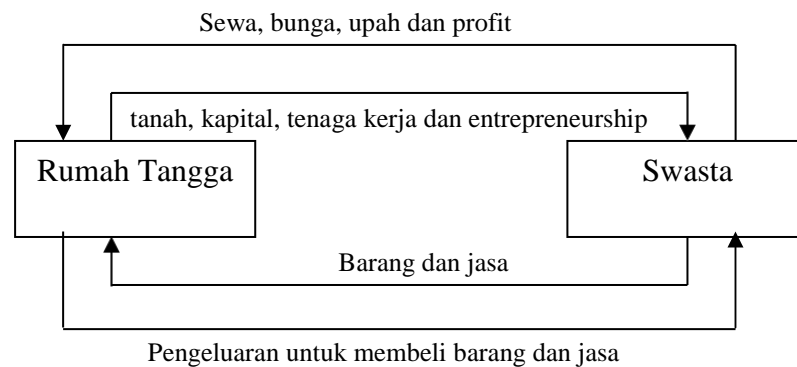 Sewa, bunga, upah dan profit
tanah, kapital, tenaga kerja dan entrepreneurship
Rumah Tangga
Swasta
Barang dan jasa
Pengeluaran untuk membeli barang dan jasa